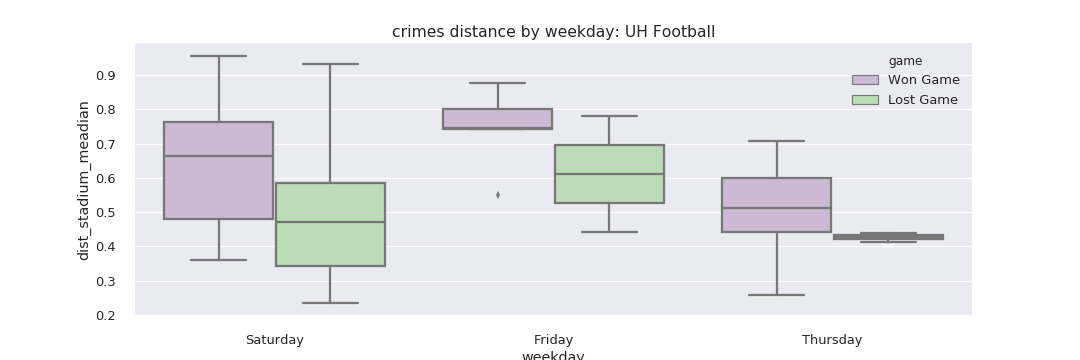 crimes distance by weekday: UH Football
game
Won Game
Lost Game
dist_stadium_meadian
0.9
0.8
0.7
0.6
0.5
0.4
0.3
0.2
Saturday Friday Thursday
weekday